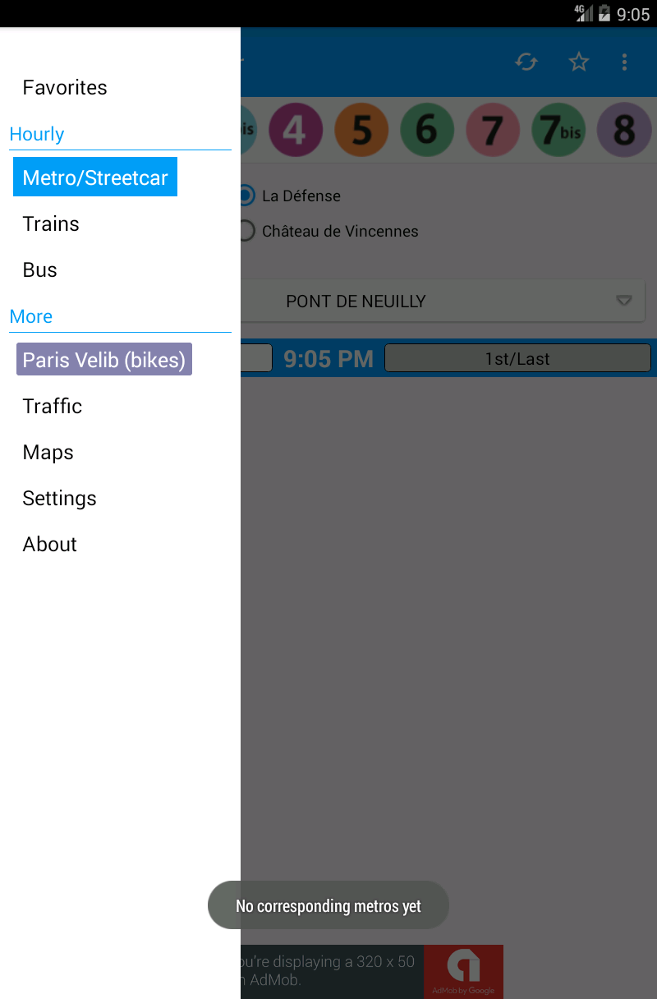 4G 9:05
Favorites
Hourly
Metro/Streetcar
Trains
Bus
More
Paris Velib (bikes)
Traffic
Maps
Settings
About
bis 4 5 6 7 7bis 8
La Défense
Château de Vincennes
PONT DE NEUILLY
9:05 PM 1st/Last
No corresponding metros yet
displaying a 320 x 50
AdMob.
AdMob by Google